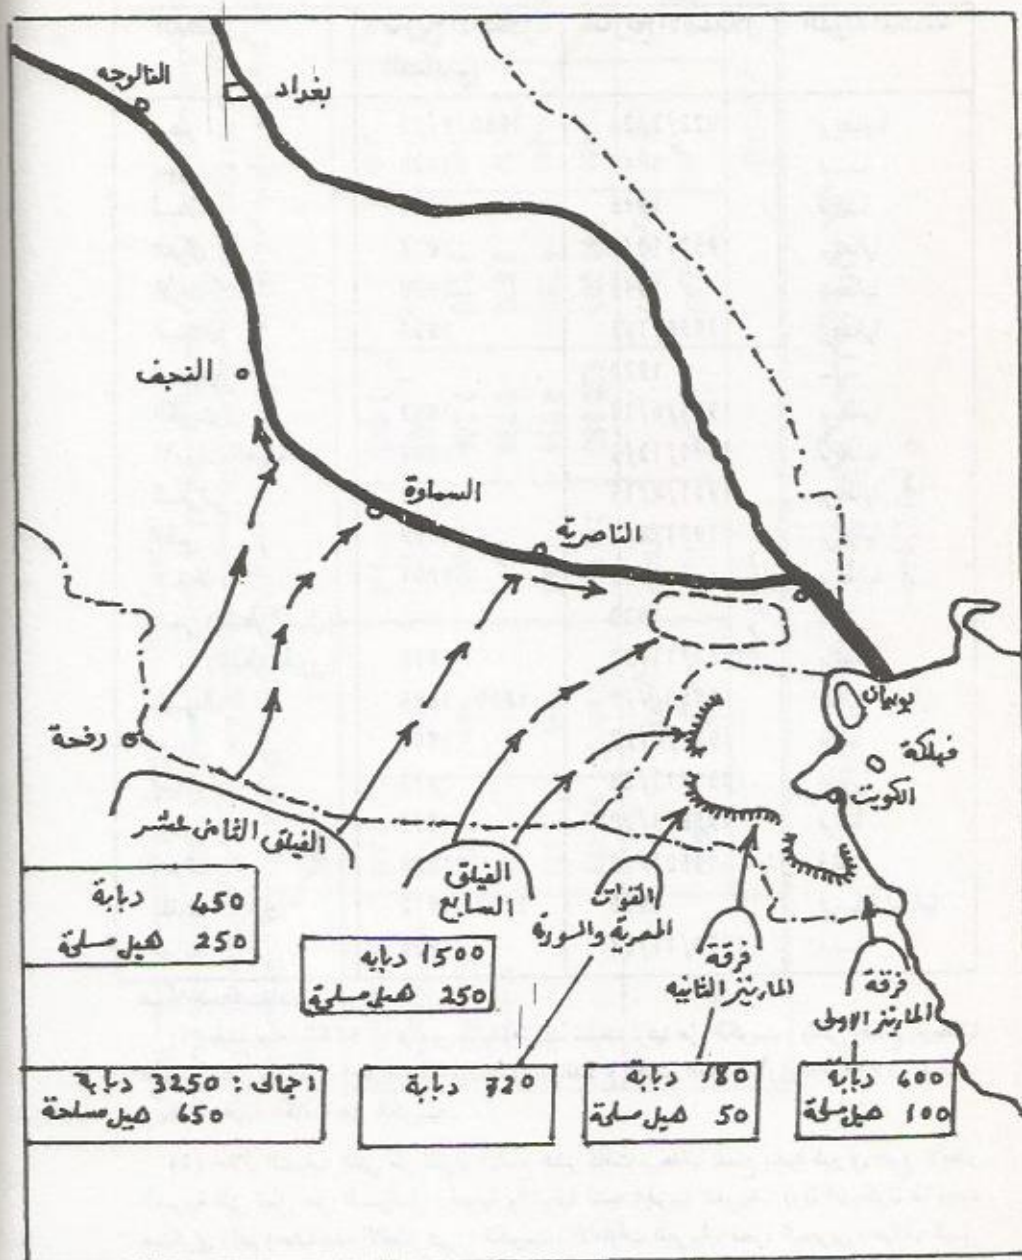 الفالوجه
بغداد
النجف
السماوة
الناصرية
بوبيان
فيلكة
الكويت
رفحة
الفيلق الثامن عشر
450 دبابة
250 هيل مسلحة
الفيلق
السابع
1500 دبابه
250 هيل مسلحة
القوات
المصرية والسورية
720 دبابة
فرقة
المارينز الثانيه
180 دبابة
50 هيل مسلحة
فرقة
المارينز الاولى
600 دبابة
100 هيل مسلحة
اجمالى : 3250 دبابة
650 هيل مسلحة